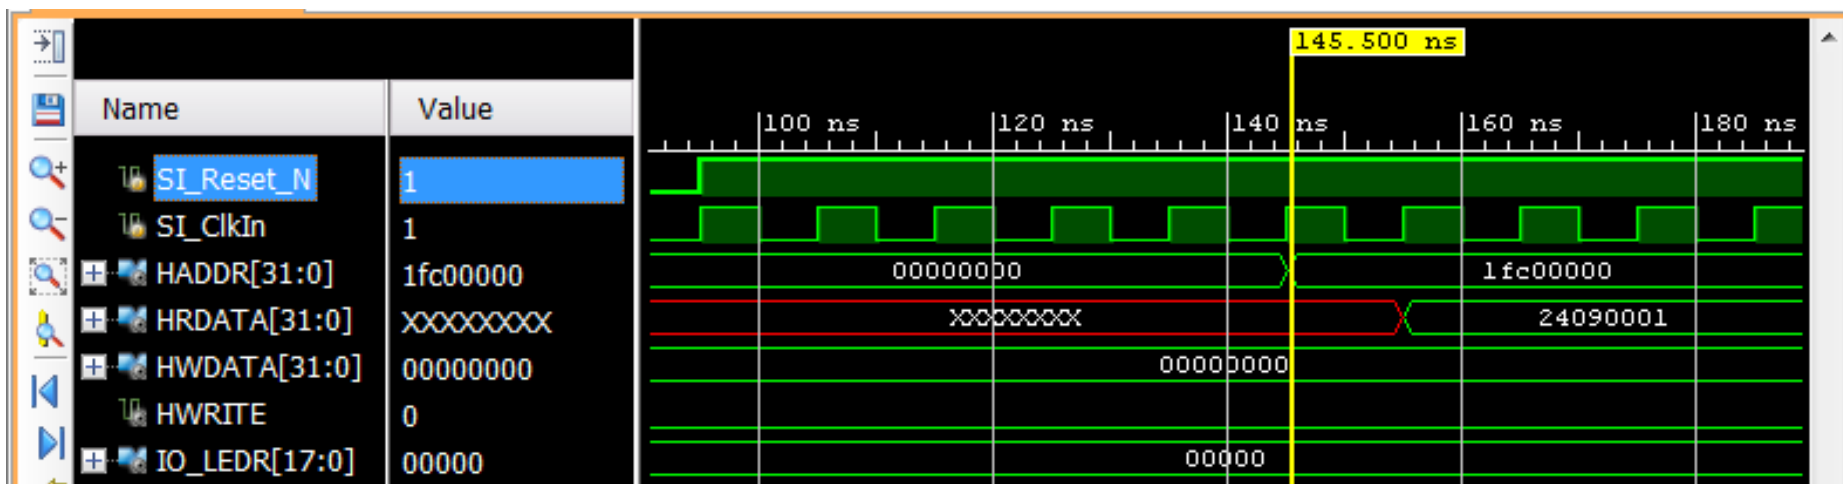 145.500 ns
Name Value
100 ns 120 ns 140 ns 160 ns 180 ns
SI_Reset_N 1
SI_ClkIn 1
HADDR[31:0] 1fc00000 00000000 1fc00000
HRDATA[31:0] XXXXXXXX XXXXXXXX 24090001
HWDATA[31:0] 00000000 00000000
HWRITE 0
IO_LEDR[17:0] 00000 00000